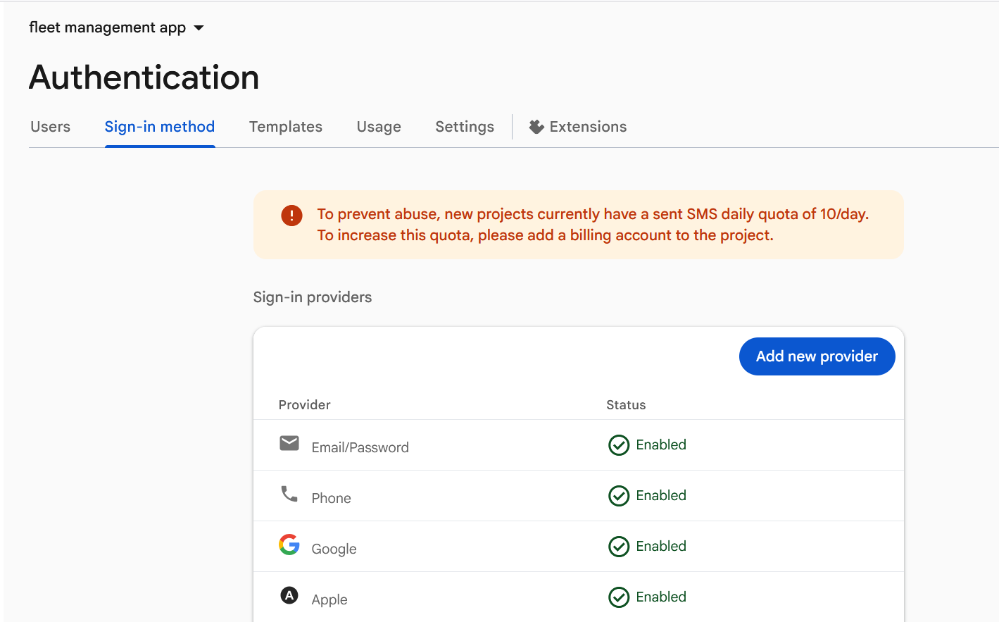 fleet management app
Authentication
Users Sign-in method Templates Usage Settings Extensions
To prevent abuse, new projects currently have a sent SMS daily quota of 10/day.
To increase this quota, please add a billing account to the project.
Sign-in providers
Add new provider
Provider Status
Email/Password Enabled
Phone Enabled
Google Enabled
Apple Enabled